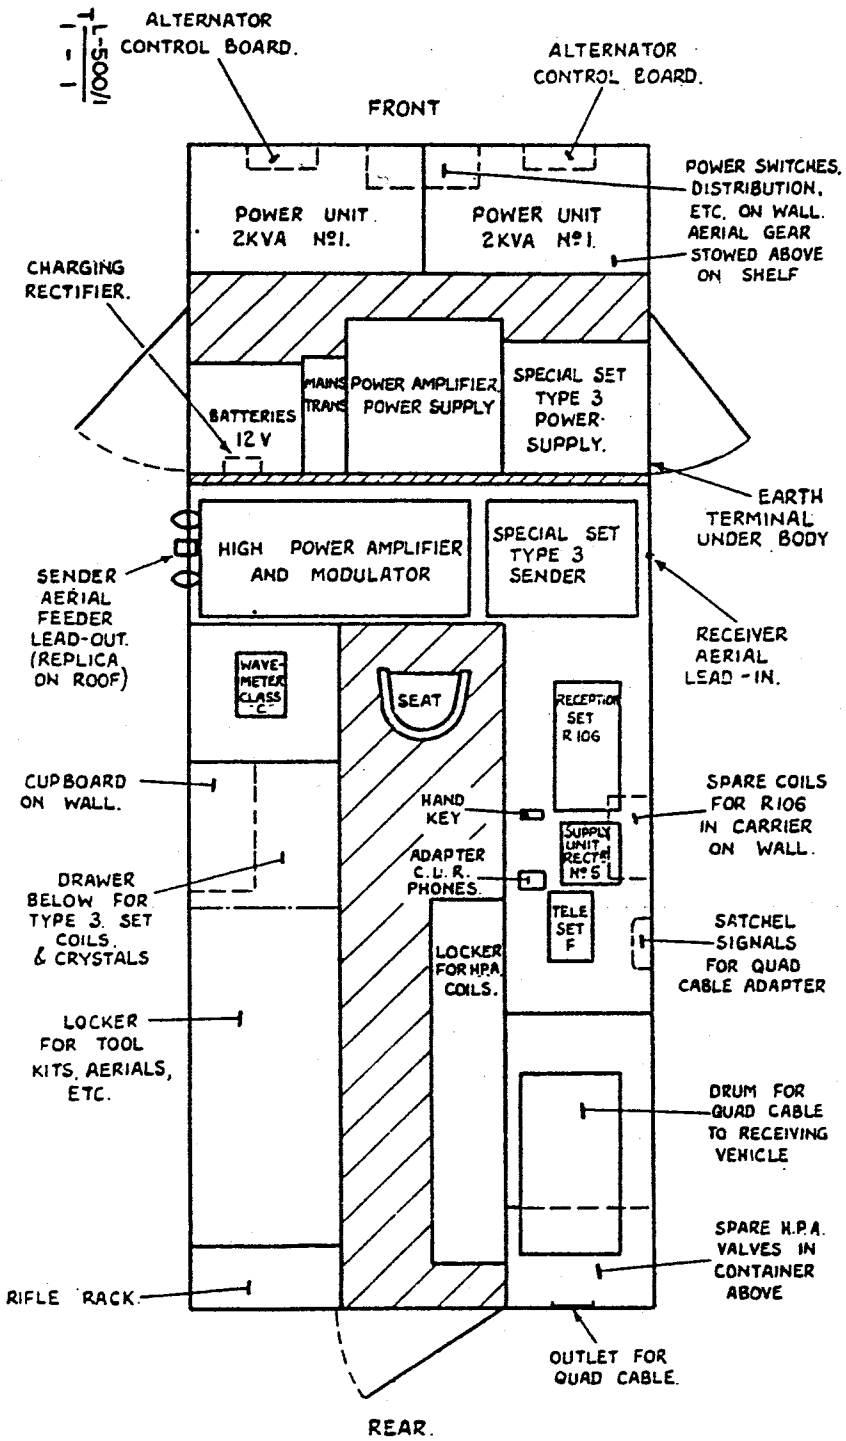 T L-500/1
1 - 1
ALTERNATOR
CONTROL BOARD.
ALTERNATOR
CONTROL BOARD.
FRONT
POWER SWITCHES,
DISTRIBUTION,
ETC. ON WALL.
AERIAL GEAR
STOWED ABOVE
ON SHELF
POWER UNIT.
2KVA Nº1.
POWER UNIT
2KVA Nº1.
CHARGING
RECTIFIER.
BATTERIES
12V
MAINS
TRANS
POWER AMPLIFIER
POWER SUPPLY
SPECIAL SET
TYPE 3
POWER-
SUPPLY.
EARTH
TERMINAL
UNDER BODY
HIGH POWER AMPLIFIER
AND MODULATOR
SPECIAL SET
TYPE 3
SENDER
SENDER
AERIAL
FEEDER
LEAD-OUT.
(REPLICA
ON ROOF)
RECEIVER
AERIAL
LEAD-IN.
WAVE-
METER
CLASS
"C"
SEAT
RECEPTION
SET
R106
CUPBOARD
ON WALL.
HAND
KEY
SPARE COILS
FOR R106
IN CARRIER
ON WALL.
SUPPLY
UNIT
RECTR
Nº5
ADAPTER
C.L.R.
PHONES.
DRAWER
BELOW FOR
TYPE 3. SET
COILS.
& CRYSTALS
TELE
SET
F
SATCHEL
SIGNALS
FOR QUAD
CABLE ADAPTER
LOCKER
FOR H.P.A.
COILS.
LOCKER
FOR TOOL
KITS, AERIALS,
ETC.
DRUM FOR
QUAD CABLE
TO RECEIVING
VEHICLE
SPARE H.P.A.
VALVES IN
CONTAINER
ABOVE
RIFLE RACK.
OUTLET FOR
QUAD CABLE.
REAR.